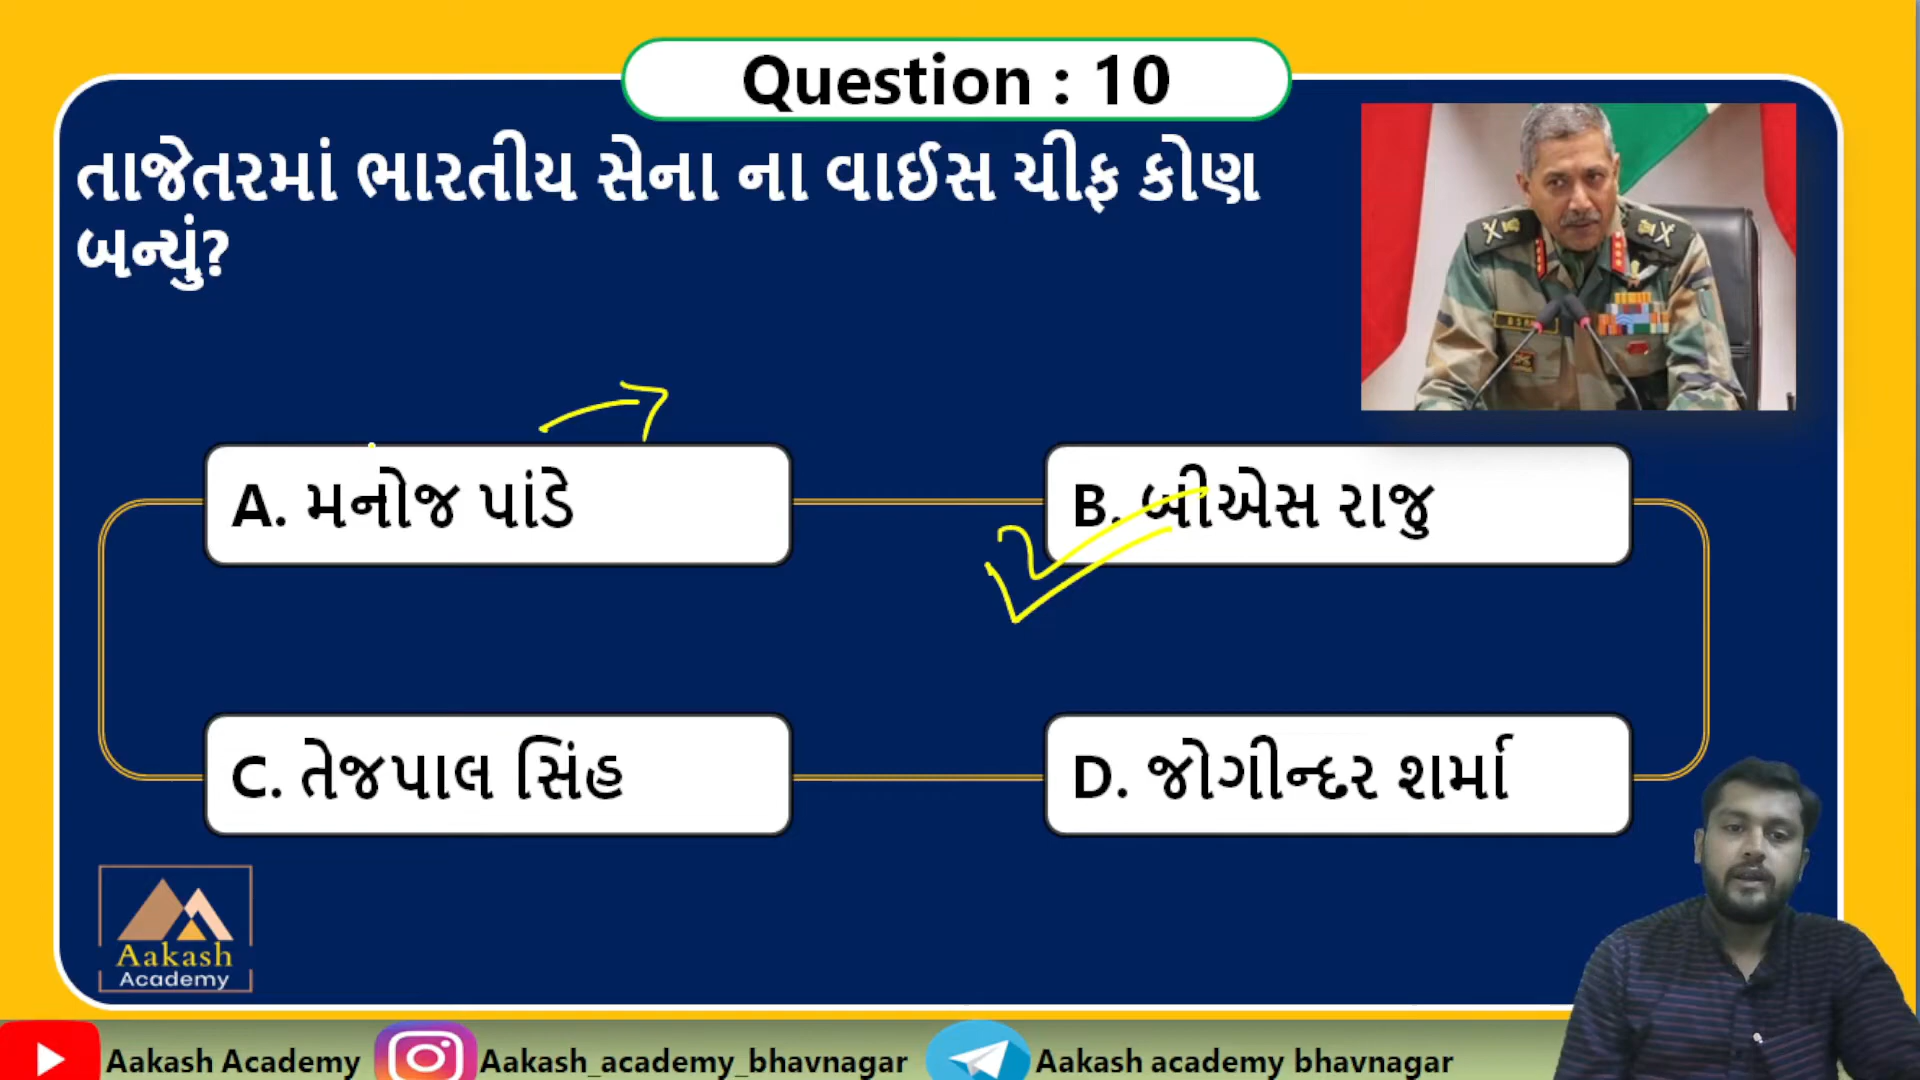 Question : 10
તાજેતરમાં ભારતીય સેના ના વાઈસ ચીફ કોણ
બન્યું?
A. મનોજ પાંડે
B. બીએસ રાજુ
C. તેજપાલ સિંહ
D. જોગીન્દર શર્મા
Aakash
Academy
Aakash Academy
Aakash_academy_bhavnagar
Aakash academy bhavnagar